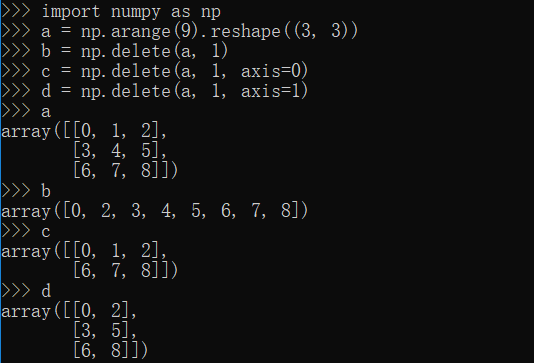 >>> import numpy as np
>>> a = np.arange(9).reshape((3, 3))
>>> b = np.delete(a, 1)
>>> c = np.delete(a, 1, axis=0)
>>> d = np.delete(a, 1, axis=1)
>>> a
array([[0, 1, 2],
       [3, 4, 5],
       [6, 7, 8]])
>>> b
array([0, 2, 3, 4, 5, 6, 7, 8])
>>> c
array([[0, 1, 2],
       [6, 7, 8]])
>>> d
array([[0, 2],
       [3, 5],
       [6, 8]])